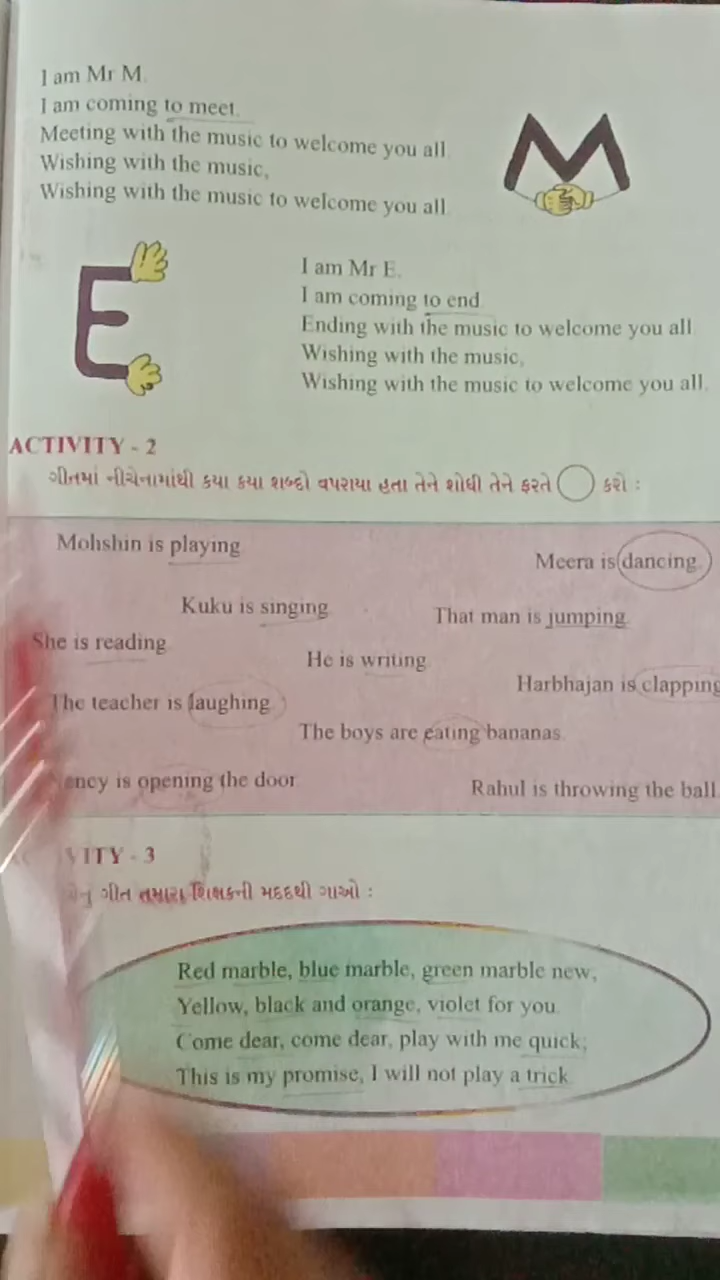 I am Mr M.
I am coming to meet.
Meeting with the music to welcome you all.
Wishing with the music,
Wishing with the music to welcome you all.
M
E
I am Mr E.
I am coming to end.
Ending with the music to welcome you all.
Wishing with the music,
Wishing with the music to welcome you all.
ACTIVITY - 2
ગીતમાં નીચેનામાંથી કયા કયા શબ્દો વપરાયા હતા તેને શોધી તેને ફરતે કરો :
Mohshin is playing.
Meera is dancing.
Kuku is singing.
That man is jumping.
She is reading.
He is writing.
Harbhajan is clapping
The teacher is laughing.
The boys are eating bananas.
is opening the door.
Rahul is throwing the ball.
- 3
ગીત તમારા શિક્ષકની મદદથી ગાઓ :
Red marble, blue marble, green marble new,
Yellow, black and orange, violet for you.
Come dear, come dear, play with me quick;
This is my promise, I will not play a trick.